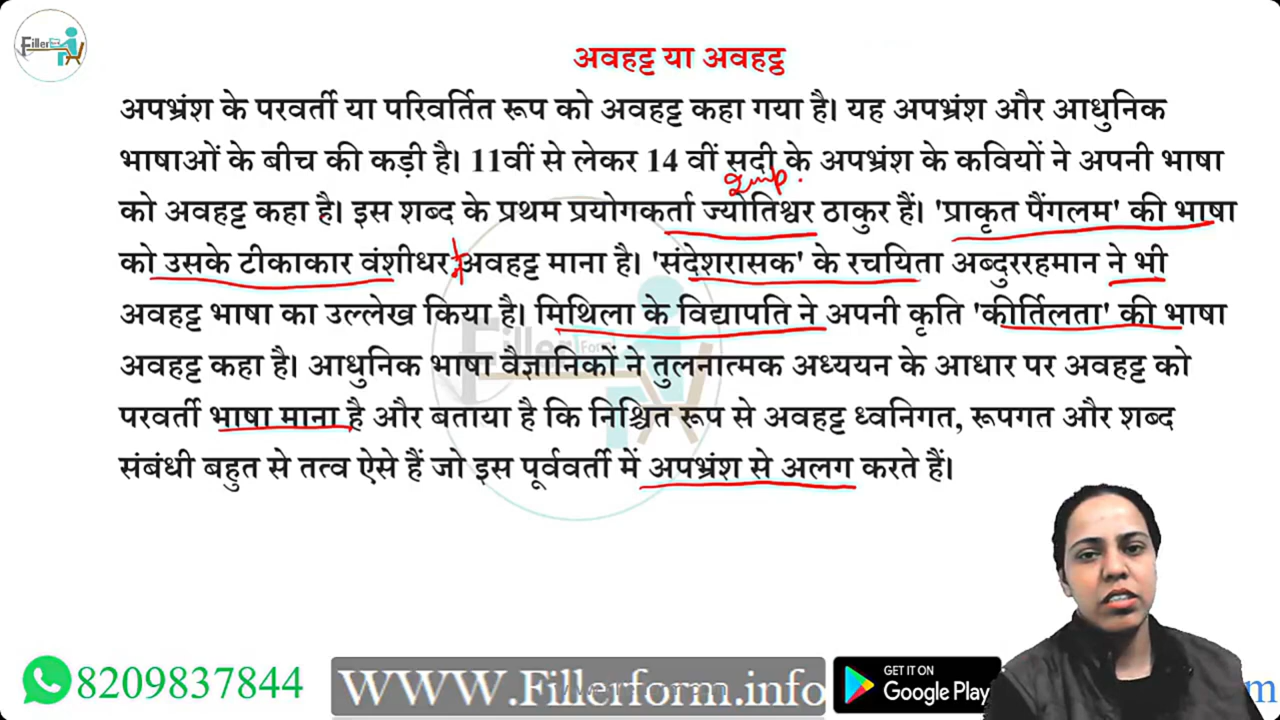 Fillerform
अवहट्ट या अवहट्ठ
अपभ्रंश के परवर्ती या परिवर्तित रूप को अवहट्ट कहा गया है। यह अपभ्रंश और आधुनिक
भाषाओं के बीच की कड़ी है। 11वीं से लेकर 14 वीं सदी के अपभ्रंश के कवियों ने अपनी भाषा
Imp.
को अवहट्ट कहा है। इस शब्द के प्रथम प्रयोगकर्ता ज्योतिश्वर ठाकुर हैं। 'प्राकृत पैंगलम' की भाषा
को उसके टीकाकार वंशीधर अवहट्ट माना है। 'संदेशरासक' के रचयिता अब्दुररहमान ने भी
अवहट्ट भाषा का उल्लेख किया है। मिथिला के विद्यापति ने अपनी कृति 'कीर्तिलता' की भाषा
अवहट्ट कहा है। आधुनिक भाषा वैज्ञानिकों ने तुलनात्मक अध्ययन के आधार पर अवहट्ट को
परवर्ती भाषा माना है और बताया है कि निश्चित रूप से अवहट्ट ध्वनिगत, रूपगत और शब्द
संबंधी बहुत से तत्व ऐसे हैं जो इस पूर्ववर्ती में अपभ्रंश से अलग करते हैं।
8209837844
WWW.Fillerform.info
GET IT ON
Google Play